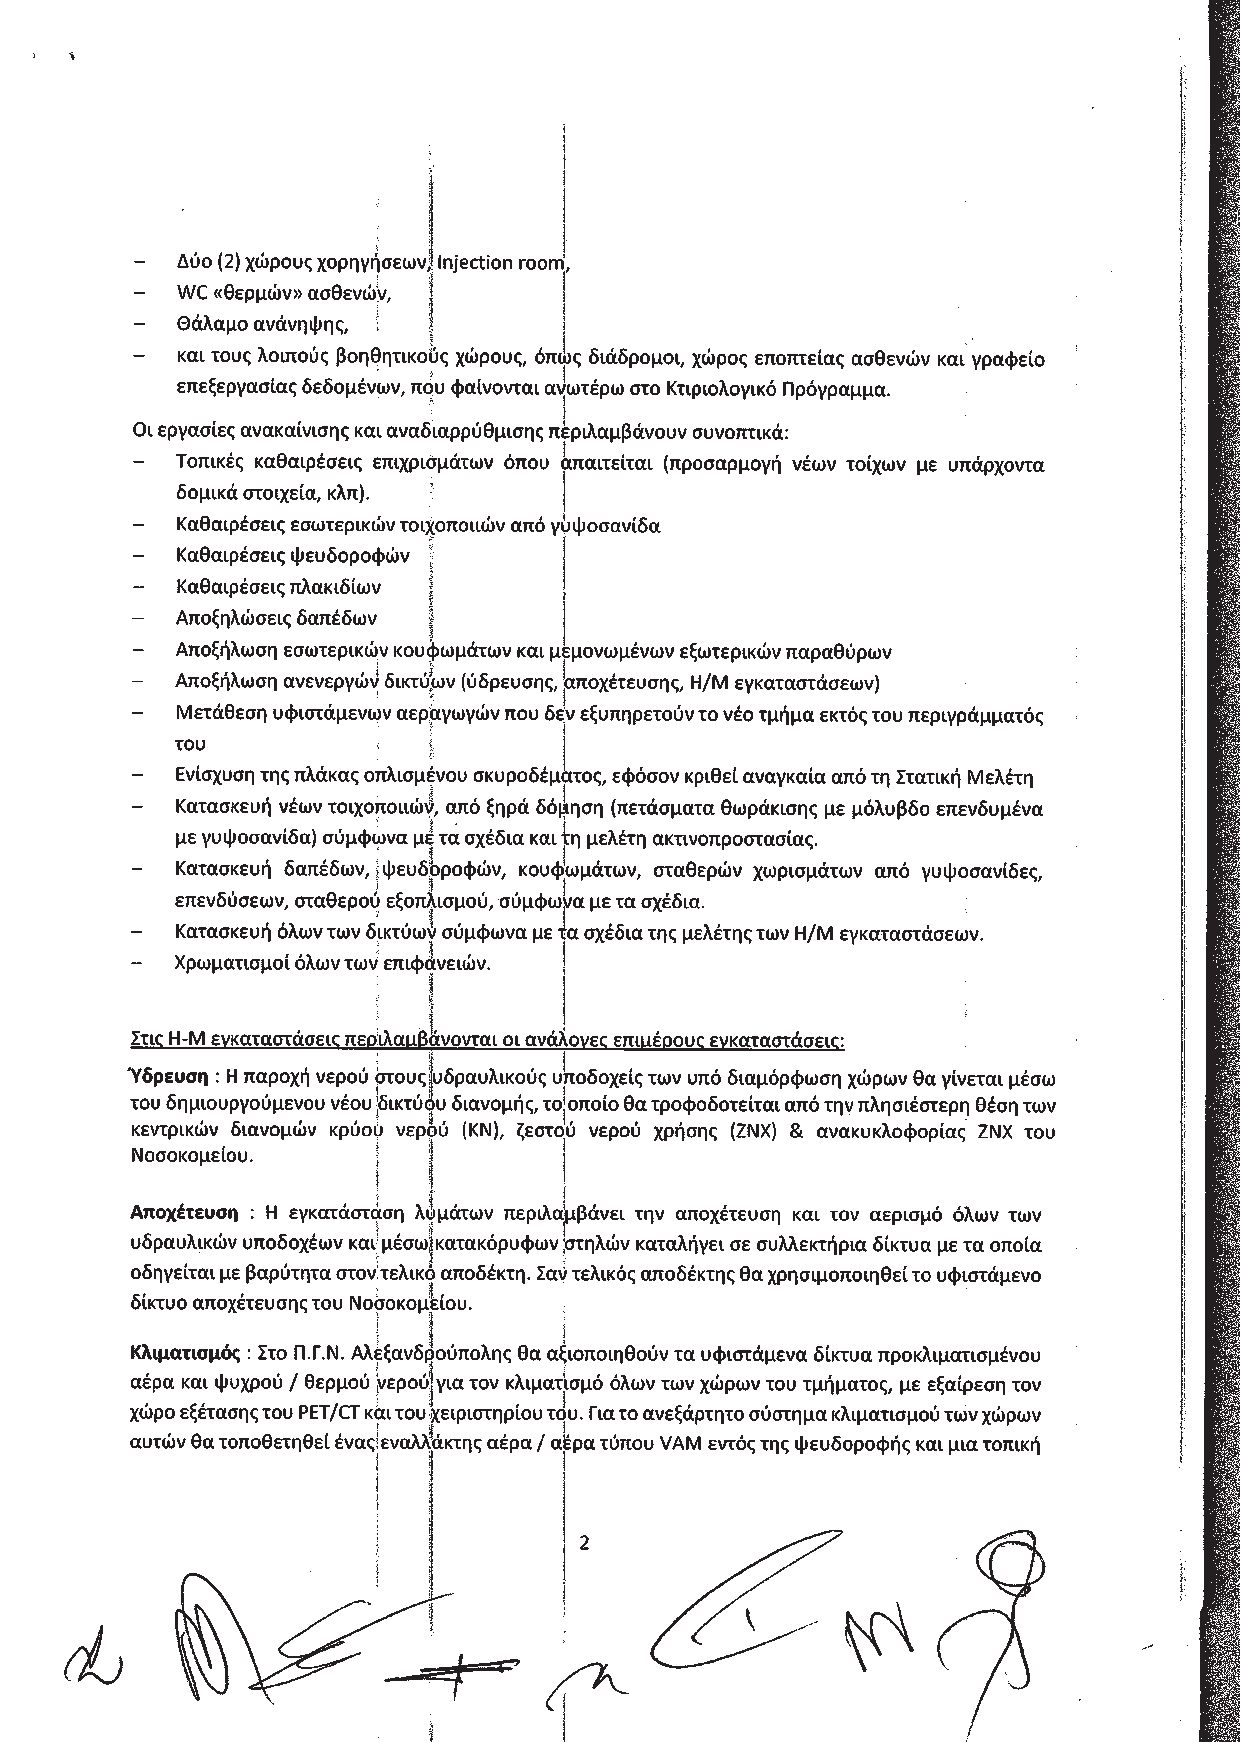 – Δύο (2) χώρους χορηγήσεων, Injection room,
– WC «θερμών» ασθενών,
– Θάλαμο ανάνηψης,
– και τους λοιπούς βοηθητικούς χώρους, όπως διάδρομοι, χώρος εποπτείας ασθενών και γραφείο
επεξεργασίας δεδομένων, που φαίνονται ανωτέρω στο Κτιριολογικό Πρόγραμμα.
Οι εργασίες ανακαίνισης και αναδιαρρύθμισης περιλαμβάνουν συνοπτικά:
– Τοπικές καθαιρέσεις επιχρισμάτων όπου απαιτείται (προσαρμογή νέων τοίχων με υπάρχοντα
δομικά στοιχεία, κλπ).
– Καθαιρέσεις εσωτερικών τοιχοποιιών από γυψοσανίδα
– Καθαιρέσεις ψευδοροφών
– Καθαιρέσεις πλακιδίων
– Αποξηλώσεις δαπέδων
– Αποξήλωση εσωτερικών κουφωμάτων και μεμονωμένων εξωτερικών παραθύρων
– Αποξήλωση ανενεργών δικτύων (ύδρευσης, αποχέτευσης, Η/Μ εγκαταστάσεων)
– Μετάθεση υφιστάμενων αεραγωγών που δεν εξυπηρετούν το νέο τμήμα εκτός του περιγράμματός
του
– Ενίσχυση της πλάκας οπλισμένου σκυροδέματος, εφόσον κριθεί αναγκαία από τη Στατική Μελέτη
– Κατασκευή νέων τοιχοποιιών, από ξηρά δόμηση (πετάσματα θωράκισης με μόλυβδο επενδυμένα
με γυψοσανίδα) σύμφωνα με τα σχέδια και τη μελέτη ακτινοπροστασίας.
– Κατασκευή δαπέδων, ψευδοροφών, κουφωμάτων, σταθερών χωρισμάτων από γυψοσανίδες,
επενδύσεων, σταθερού εξοπλισμού, σύμφωνα με τα σχέδια.
– Κατασκευή όλων των δικτύων σύμφωνα με τα σχέδια της μελέτης των Η/Μ εγκαταστάσεων.
– Χρωματισμοί όλων των επιφάνειών.
Στις Η-Μ εγκαταστάσεις περιλαμβάνονται οι ανάλογες επιμέρους εγκαταστάσεις:
Ύδρευση : Η παροχή νερού στους υδραυλικούς υποδοχείς των υπό διαμόρφωση χώρων θα γίνεται μέσω
του δημιουργούμενου νέου δικτύου διανομής, το οποίο θα τροφοδοτείται από την πλησιέστερη θέση των
κεντρικών διανομών κρύου νερού (ΚΝ), ζεστού νερού χρήσης (ΖΝΧ) & ανακυκλοφορίας ΖΝΧ του
Νοσοκομείου.
Αποχέτευση : Η εγκατάσταση λυμάτων περιλαμβάνει την αποχέτευση και τον αερισμό όλων των
υδραυλικών υποδοχέων και μέσω κατακόρυφων στηλών καταλήγει σε συλλεκτήρια δίκτυα με τα οποία
οδηγείται με βαρύτητα στον τελικό αποδέκτη. Σαν τελικός αποδέκτης θα χρησιμοποιηθεί το υφιστάμενο
δίκτυο αποχέτευσης του Νοσοκομείου.
Κλιματισμός : Στο Π.Γ.Ν. Αλεξανδρούπολης θα αξιοποιηθούν τα υφιστάμενα δίκτυα προκλιματισμένου
αέρα και ψυχρού / θερμού νερού για τον κλιματισμό όλων των χώρων του τμήματος, με εξαίρεση τον
χώρο εξέτασης του PET/CT και του χειριστηρίου του. Για το ανεξάρτητο σύστημα κλιματισμού των χώρων
αυτών θα τοποθετηθεί ένας εναλλάκτης αέρα / αέρα τύπου VAM εντός της ψευδοροφής και μια τοπική
2